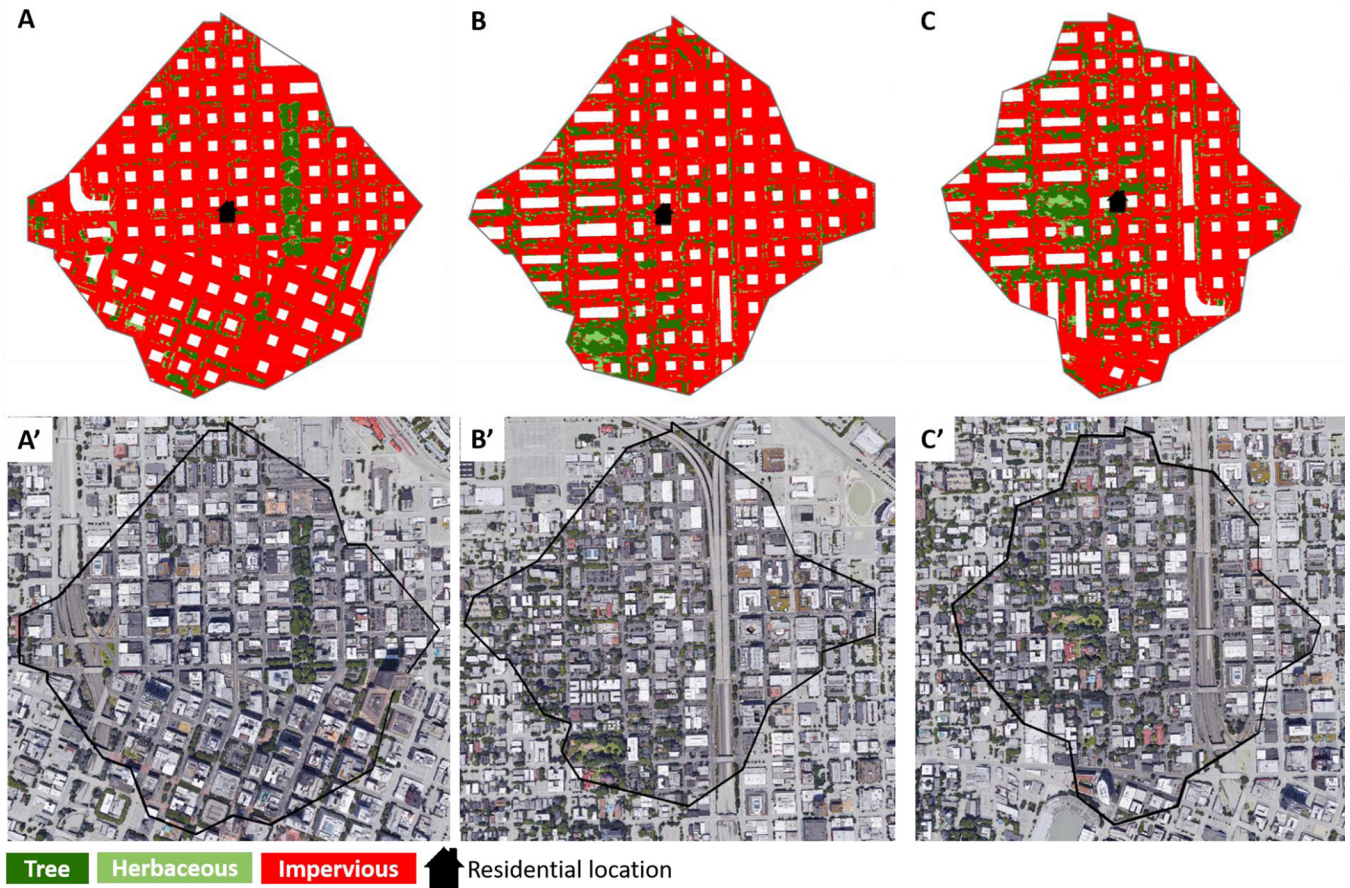 A
B
C
A’
B’
C’
Tree Herbaceous Impervious Residential location